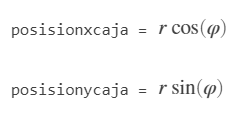 posisionxcaja = r cos(φ)
posisionycaja = r sin(φ)